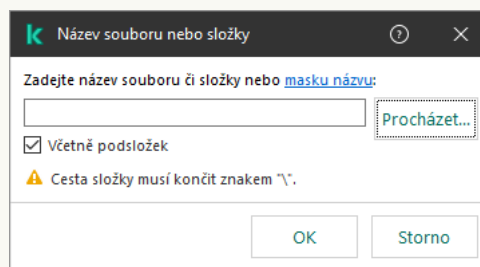 Název souboru nebo složky
Zadejte název souboru či složky nebo masku názvu:
Procházet...
Včetně podsložek
Cesta složky musí končit znakem "\".
OK Storno